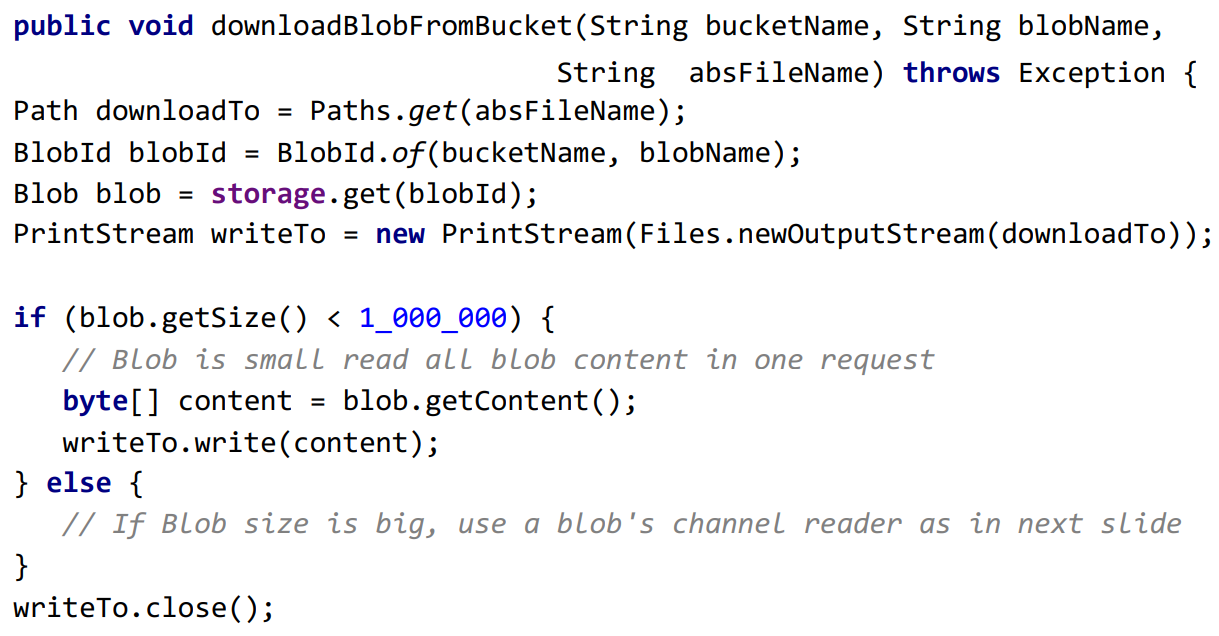 public void downloadBlobFromBucket(String bucketName, String blobName,
String  absFileName) throws Exception {
Path downloadTo = Paths.get(absFileName);
BlobId blobId = BlobId.of(bucketName, blobName);
Blob blob = storage.get(blobId);
PrintStream writeTo = new PrintStream(Files.newOutputStream(downloadTo));
if (blob.getSize() < 1_000_000) {
// Blob is small read all blob content in one request
byte[] content = blob.getContent();
writeTo.write(content);
} else {
// If Blob size is big, use a blob's channel reader as in next slide
}
writeTo.close();